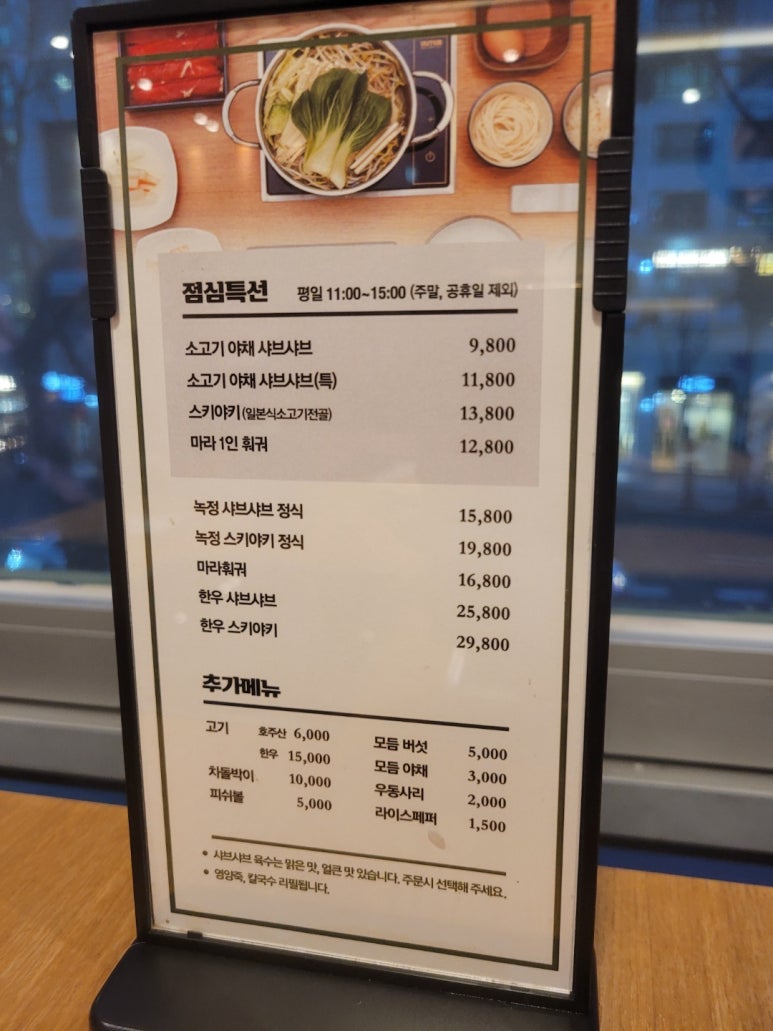 점심특선 평일 11:00~15:00 (주말, 공휴일 제외)
소고기 야채 샤브샤브 9,800
소고기 야채 샤브샤브(특) 11,800
스키야키(일본식소고기전골) 13,800
마라 1인 훠궈 12,800
녹정 샤브샤브 정식 15,800
녹정 스키야키 정식 19,800
마라훠궈 16,800
한우 샤브샤브 25,800
한우 스키야키 29,800
추가메뉴
고기 호주산 6,000
한우 15,000
차돌박이 10,000
피쉬볼 5,000
모듬 버섯 5,000
모듬 야채 3,000
우동사리 2,000
라이스페퍼 1,500
• 샤브샤브 육수는 맑은 맛, 얼큰 맛 있습니다. 주문시 선택해 주세요.
• 영양죽, 칼국수 리필됩니다.